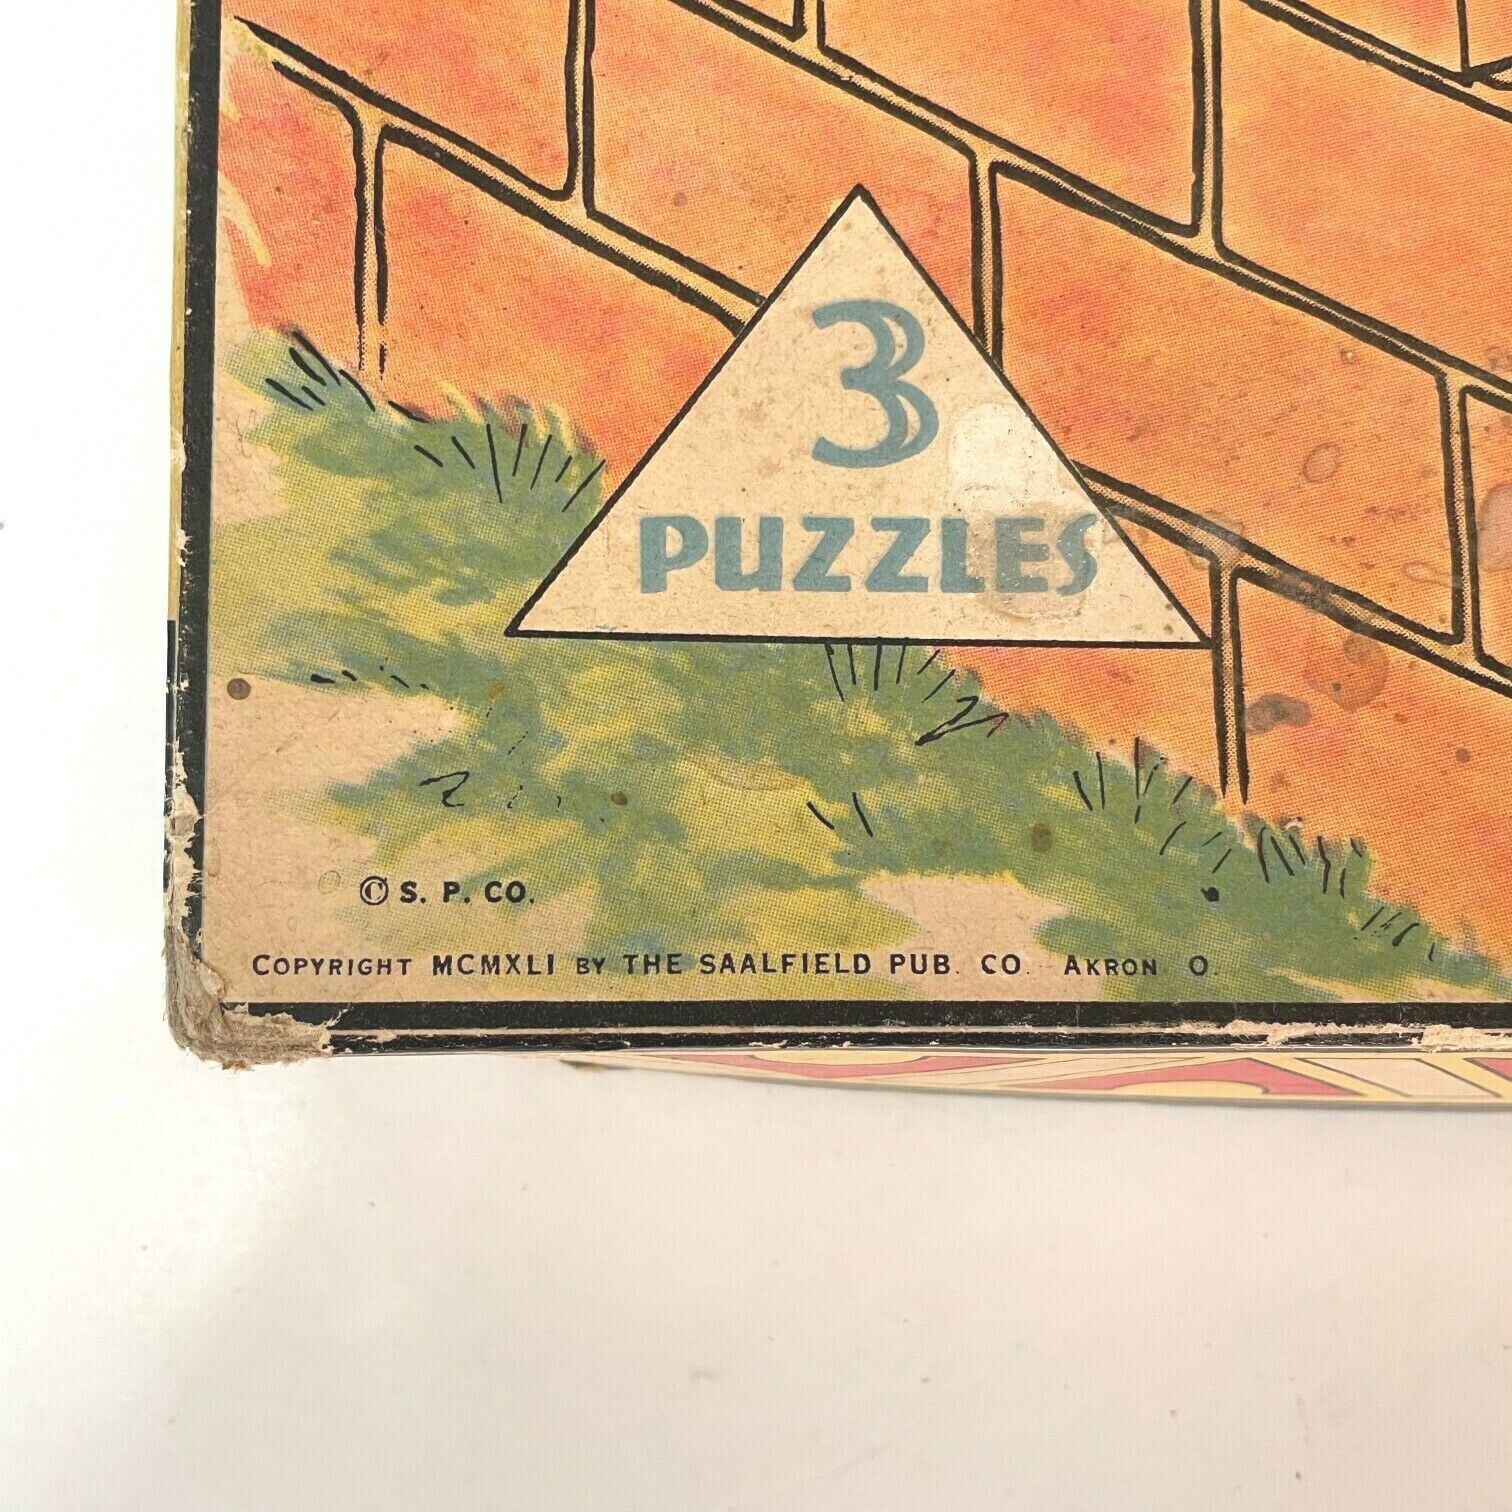 3
PUZZLES
© S. P. CO.
COPYRIGHT MCMXLI BY THE SAALFIELD PUB. CO. AKRON O.